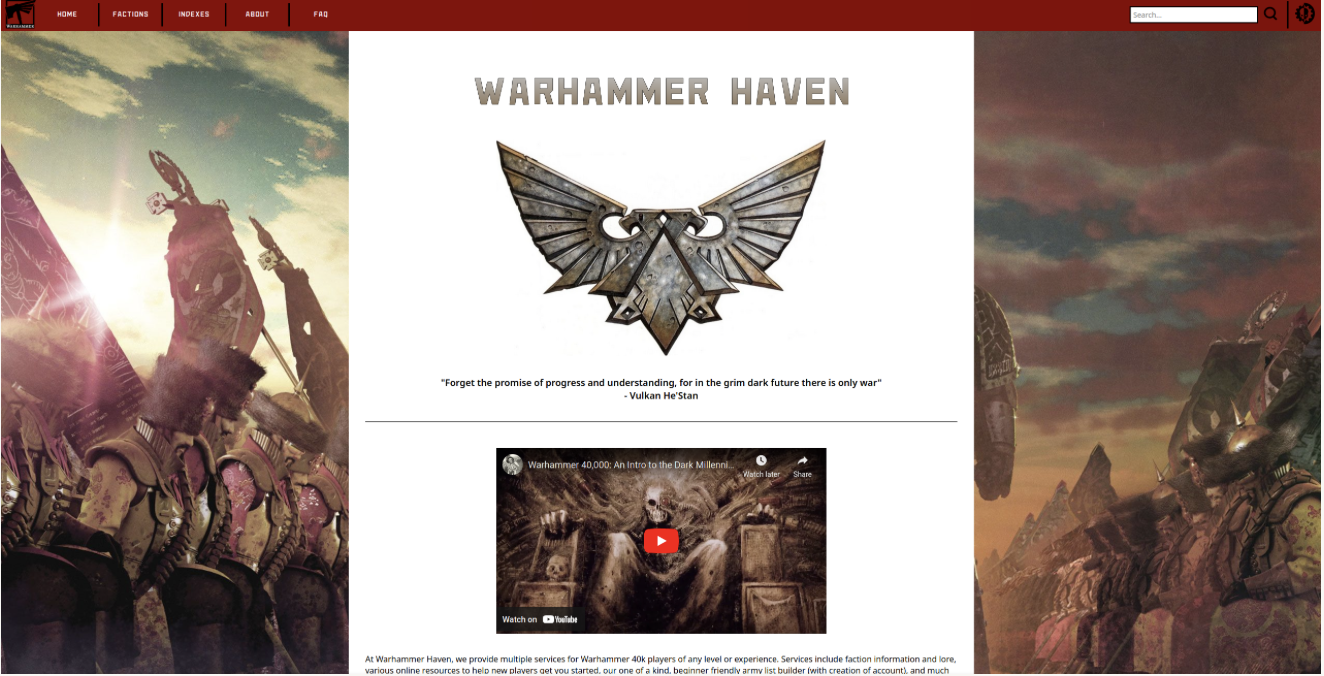 WARHAMMER
HOME
FACTIONS
INDEXES
ABOUT
FAQ
Search...
WARHAMMER HAVEN
"Forget the promise of progress and understanding, for in the grim dark future there is only war"
- Vulkan He'Stan
Warhammer 40,000: An Intro to the Dark Millenni...
Watch later
Share
Watch on YouTube
At Warhammer Haven, we provide multiple services for Warhammer 40k players of any level or experience. Services include faction information and lore,
various online resources to help new players get you started, our one of a kind, beginner friendly army list builder (with creation of account), and much